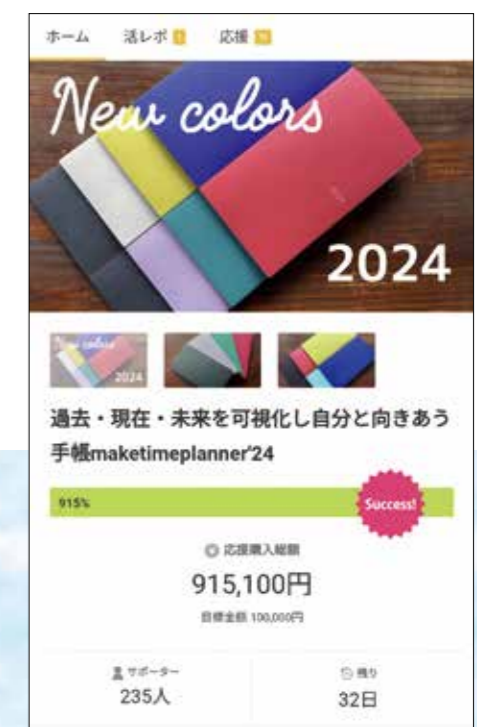 ホーム 活レポ 1 応援
New colors
2024
New colors
2024
過去・現在・未来を可視化し自分と向きあう
手帳maketimeplanner'24
915%
Success!
応援購入総額
915,100円
目標金額 100,000円
サポーター
残り
235人
32日